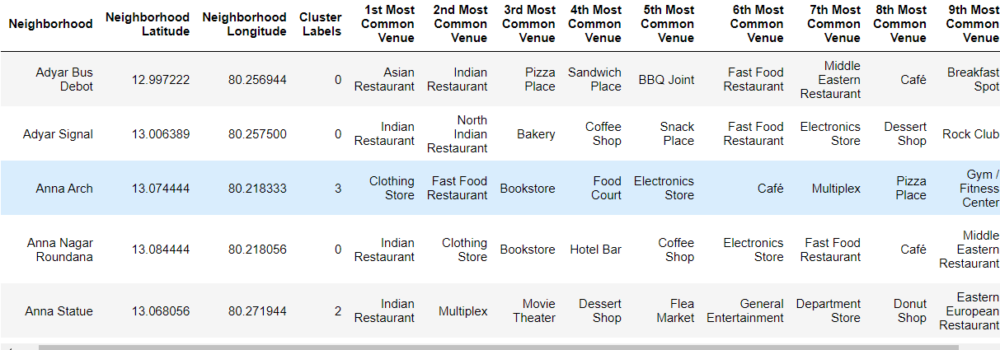 Neighborhood Neighborhood Latitude Neighborhood Longitude Cluster Labels 1st Most Common Venue 2nd Most Common Venue 3rd Most Common Venue 4th Most Common Venue 5th Most Common Venue 6th Most Common Venue 7th Most Common Venue 8th Most Common Venue 9th Most Common Venue
Adyar Bus Debot 12.997222 80.256944 0 Asian Restaurant Indian Restaurant Pizza Place Sandwich Place BBQ Joint Fast Food Restaurant Middle Eastern Restaurant Café Breakfast Spot
Adyar Signal 13.006389 80.257500 0 Indian Restaurant North Indian Restaurant Bakery Coffee Shop Snack Place Fast Food Restaurant Electronics Store Dessert Shop Rock Club
Anna Arch 13.074444 80.218333 3 Clothing Store Fast Food Restaurant Bookstore Food Court Electronics Store Café Multiplex Pizza Place Gym / Fitness Center
Anna Nagar Roundana 13.084444 80.218056 0 Indian Restaurant Clothing Store Bookstore Hotel Bar Coffee Shop Electronics Store Fast Food Restaurant Café Middle Eastern Restaurant
Anna Statue 13.068056 80.271944 2 Indian Restaurant Multiplex Movie Theater Dessert Shop Flea Market General Entertainment Department Store Donut Shop Eastern European Restaurant